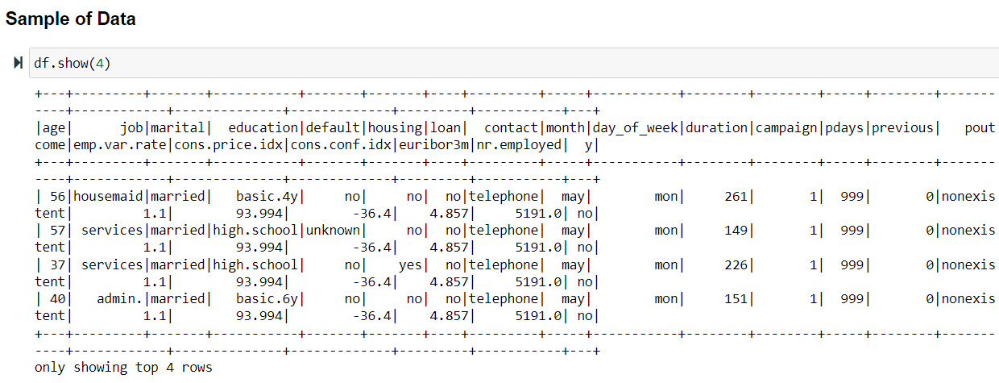 Sample of Data
df.show(4)
+---+---------+-------+-----------+-------+-------+----+---------+-----+-----------+--------+--------+-----+--------+-------
----+------------+--------------+-------------+---------+-----------+---+
|age|      job|marital|  education|default|housing|loan|  contact|month|day_of_week|duration|campaign|pdays|previous|   pout
come|emp.var.rate|cons.price.idx|cons.conf.idx|euribor3m|nr.employed|  y|
+---+---------+-------+-----------+-------+-------+----+---------+-----+-----------+--------+--------+-----+--------+-------
----+------------+--------------+-------------+---------+-----------+---+
| 56|housemaid|married|   basic.4y|     no|     no|  no|telephone|  may|        mon|     261|       1|  999|       0|nonexis
tent|         1.1|        93.994|        -36.4|    4.857|     5191.0| no|
| 57| services|married|high.school|unknown|     no|  no|telephone|  may|        mon|     149|       1|  999|       0|nonexis
tent|         1.1|        93.994|        -36.4|    4.857|     5191.0| no|
| 37| services|married|high.school|     no|    yes|  no|telephone|  may|        mon|     226|       1|  999|       0|nonexis
tent|         1.1|        93.994|        -36.4|    4.857|     5191.0| no|
| 40|   admin.|married|   basic.6y|     no|     no|  no|telephone|  may|        mon|     151|       1|  999|       0|nonexis
tent|         1.1|        93.994|        -36.4|    4.857|     5191.0| no|
+---+---------+-------+-----------+-------+-------+----+---------+-----+-----------+--------+--------+-----+--------+-------
----+------------+--------------+-------------+---------+-----------+---+
only showing top 4 rows